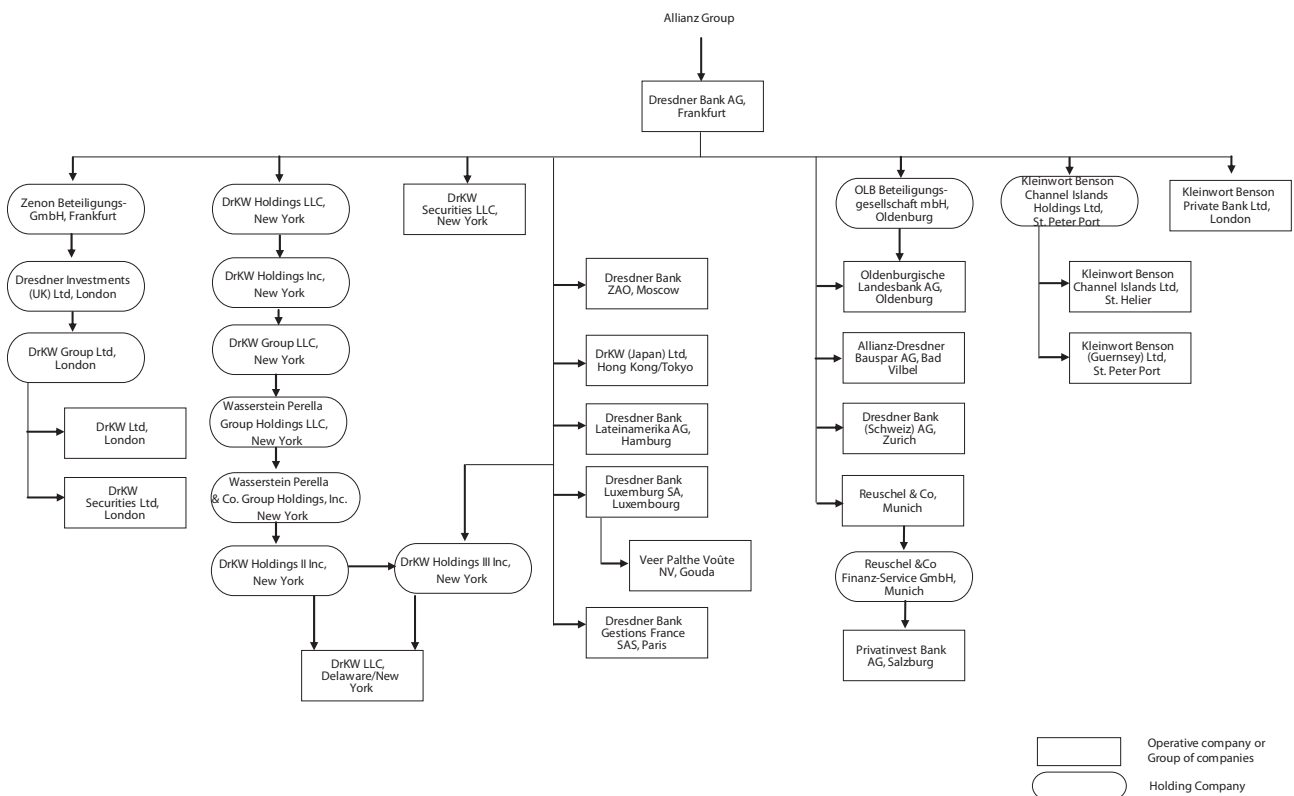 Allianz Group
Dresdner Bank AG,
Frankfurt
Zenon Beteiligungs-
GmbH, Frankfurt
Dresdner Investments
(UK) Ltd, London
DrKW Group Ltd,
London
DrKW Ltd,
London
DrKW
Securities Ltd,
London
DrKW Holdings LLC,
New York
DrKW Holdings Inc,
New York
DrKW Group LLC,
New York
Wasserstein Perella
Group Holdings LLC,
New York
Wasserstein Perella
& Co. Group Holdings, Inc.
New York
DrKW Holdings II Inc,
New York
DrKW Holdings III Inc,
New York
DrKW LLC,
Delaware/New
York
DrKW
Securities LLC,
New York
Dresdner Bank
ZAO, Moscow
DrKW (Japan) Ltd,
Hong Kong/Tokyo
Dresdner Bank
Lateinamerika AG,
Hamburg
Dresdner Bank
Luxemburg SA,
Luxembourg
Veer Palthe Voûte
NV, Gouda
Dresdner Bank
Gestions France
SAS, Paris
OLB Beteiligungs-
gesellschaft mbH,
Oldenburg
Oldenburgische
Landesbank AG,
Oldenburg
Allianz-Dresdner
Bauspar AG, Bad
Vilbel
Dresdner Bank
(Schweiz) AG,
Zurich
Reuschel & Co,
Munich
Reuschel &Co
Finanz-Service GmbH,
Munich
Privatinvest Bank
AG, Salzburg
Kleinwort Benson
Channel Islands
Holdings Ltd,
St. Peter Port
Kleinwort Benson
Channel Islands Ltd,
St. Helier
Kleinwort Benson
(Guernsey) Ltd,
St. Peter Port
Kleinwort Benson
Private Bank Ltd,
London
Operative company or
Group of companies
Holding Company